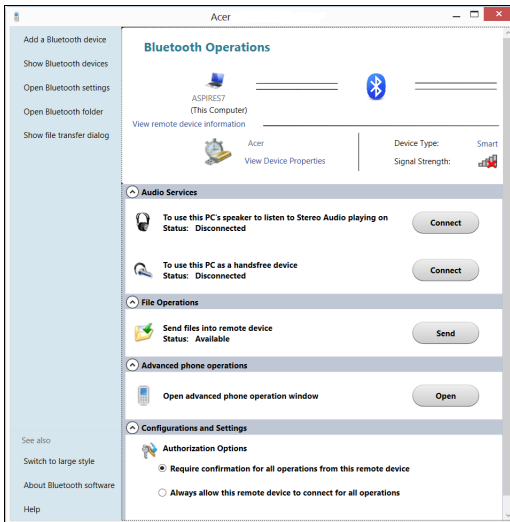 Acer
Add a Bluetooth device
Show Bluetooth devices
Open Bluetooth settings
Open Bluetooth folder
Show file transfer dialog
See also
Switch to large style
About Bluetooth software
Help
Bluetooth Operations
ASPIRES7
(This Computer)
View remote device information
Acer
View Device Properties
Device Type: Smart
Signal Strength:
Audio Services
To use this PC's speaker to listen to Stereo Audio playing on
Status: Disconnected
Connect
To use this PC as a handsfree device
Status: Disconnected
Connect
File Operations
Send files into remote device
Status: Available
Send
Advanced phone operations
Open advanced phone operation window
Open
Configurations and Settings
Authorization Options
Require confirmation for all operations from this remote device
Always allow this remote device to connect for all operations